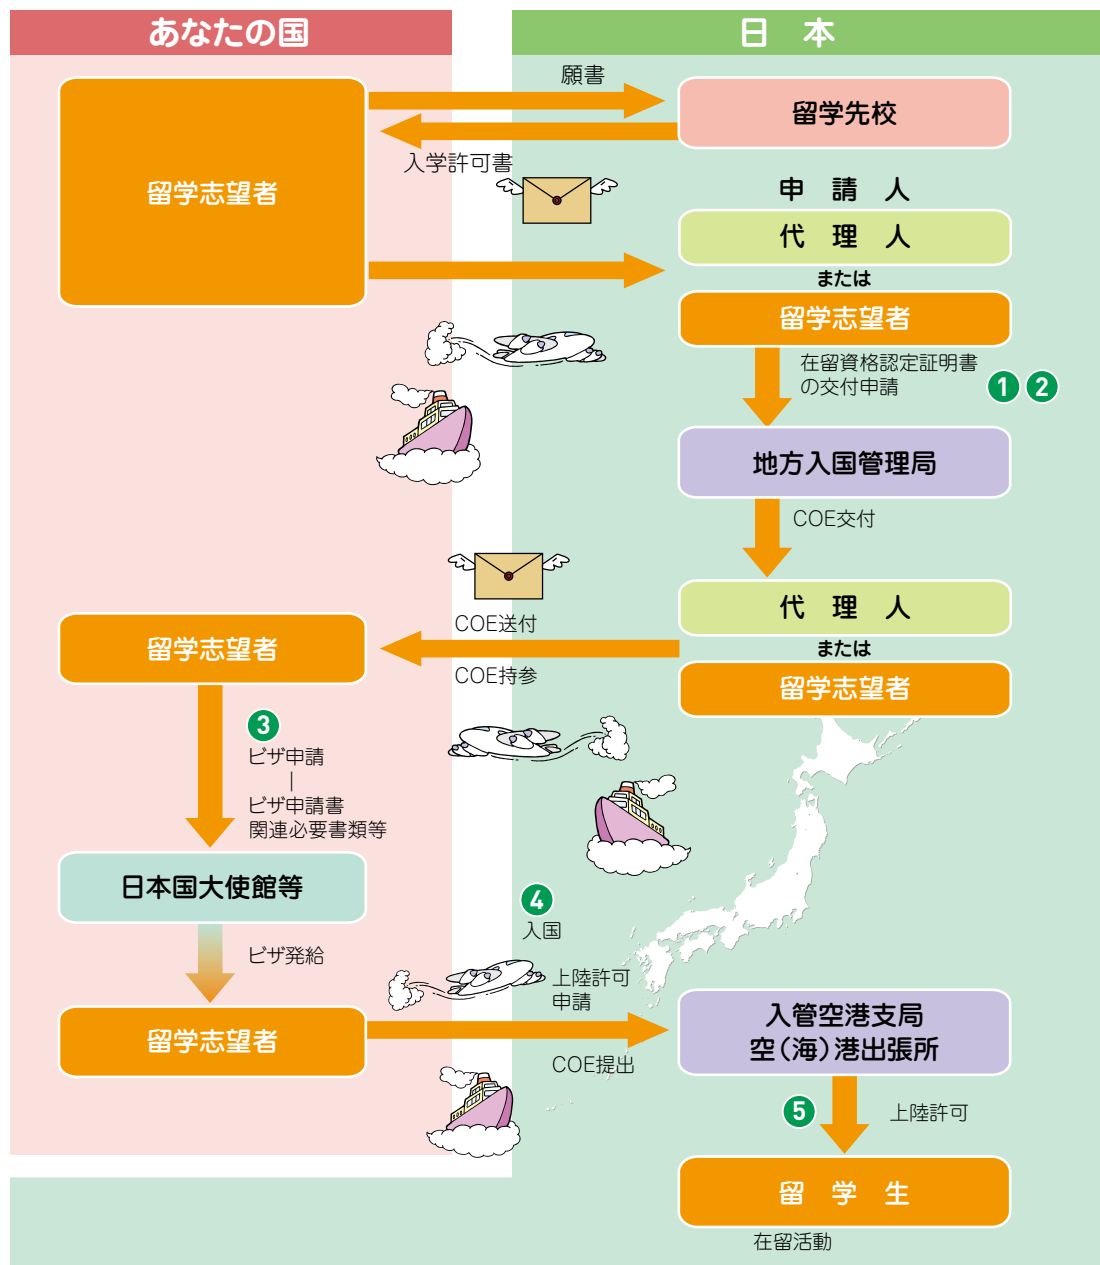 あなたの国
日 本
願書
留学先校
入学許可書
留学志望者
申 請 人
代 理 人
または
留学志望者
在留資格認定証明書
の交付申請
1 2
地方入国管理局
COE交付
代 理 人
または
留学志望者
COE送付
COE持参
留学志望者
3
ビザ申請
|
ビザ申請書
関連必要書類等
日本国大使館等
ビザ発給
留学志望者
4
入国
上陸許可
申請
COE提出
入管空港支局
空(海)港出張所
5
上陸許可
留 学 生
在留活動